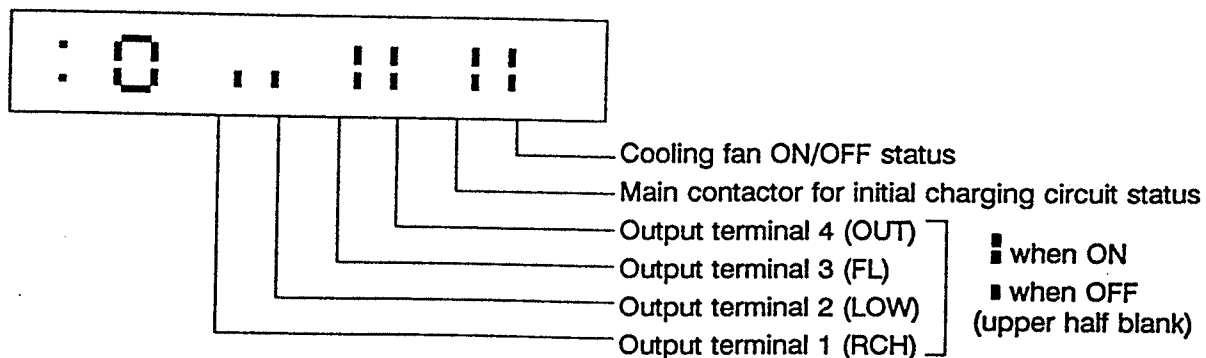 : O
Cooling fan ON/OFF status
Main contactor for initial charging circuit status
Output terminal 4 (OUT)
Output terminal 3 (FL)
Output terminal 2 (LOW)
Output terminal 1 (RCH)
when ON
when OFF
(upper half blank)